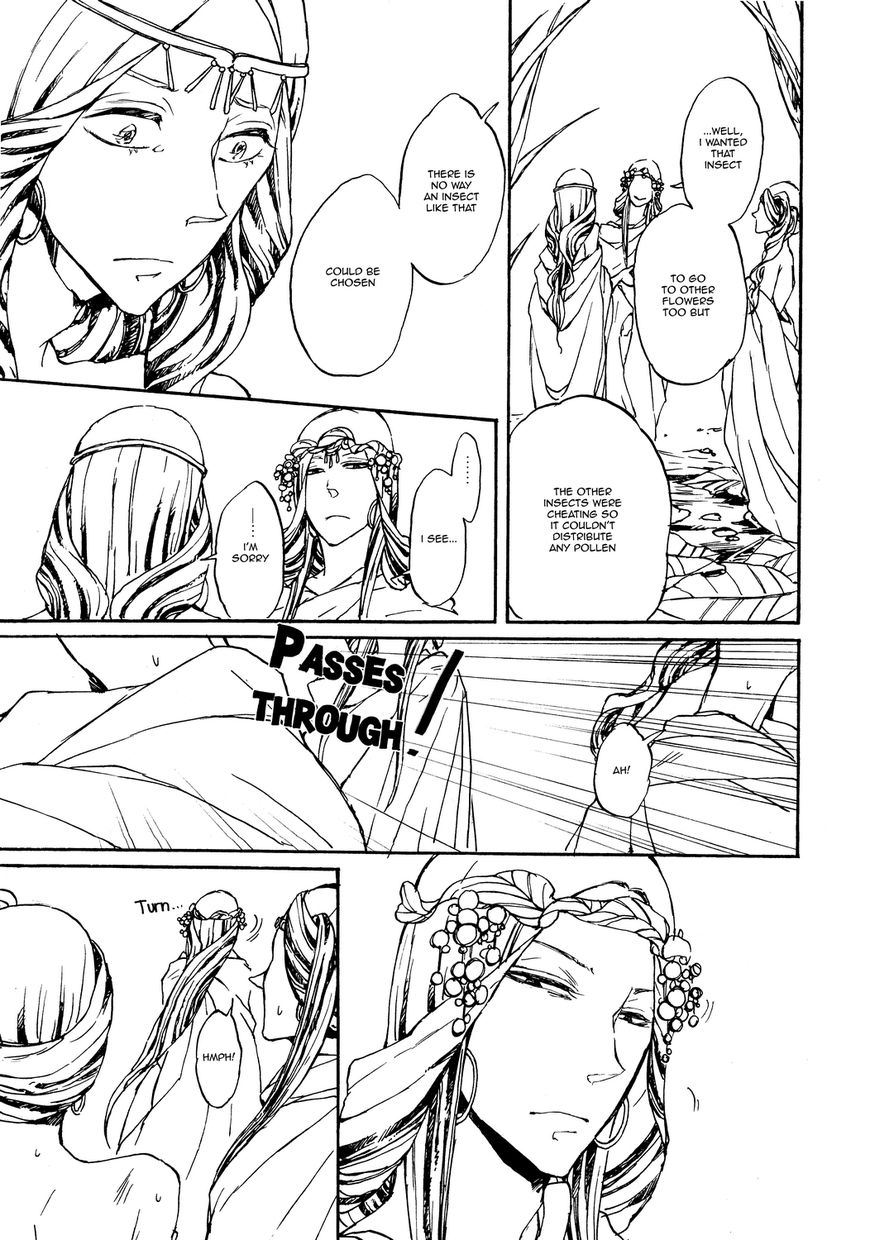 ...WELL,
I WANTED
THAT
INSECT
TO GO
TO OTHER
FLOWERS
TOO BUT
THE OTHER
INSECTS WERE
CHEATING SO
IT COULDN'T
DISTRIBUTE
ANY POLLEN
THERE IS
NO WAY
AN INSECT
LIKE THAT
COULD BE
CHOSEN
......
I SEE...
......
I'M
SORRY
AH!
PASSES
THROUGH!
HMPH!
Turn...